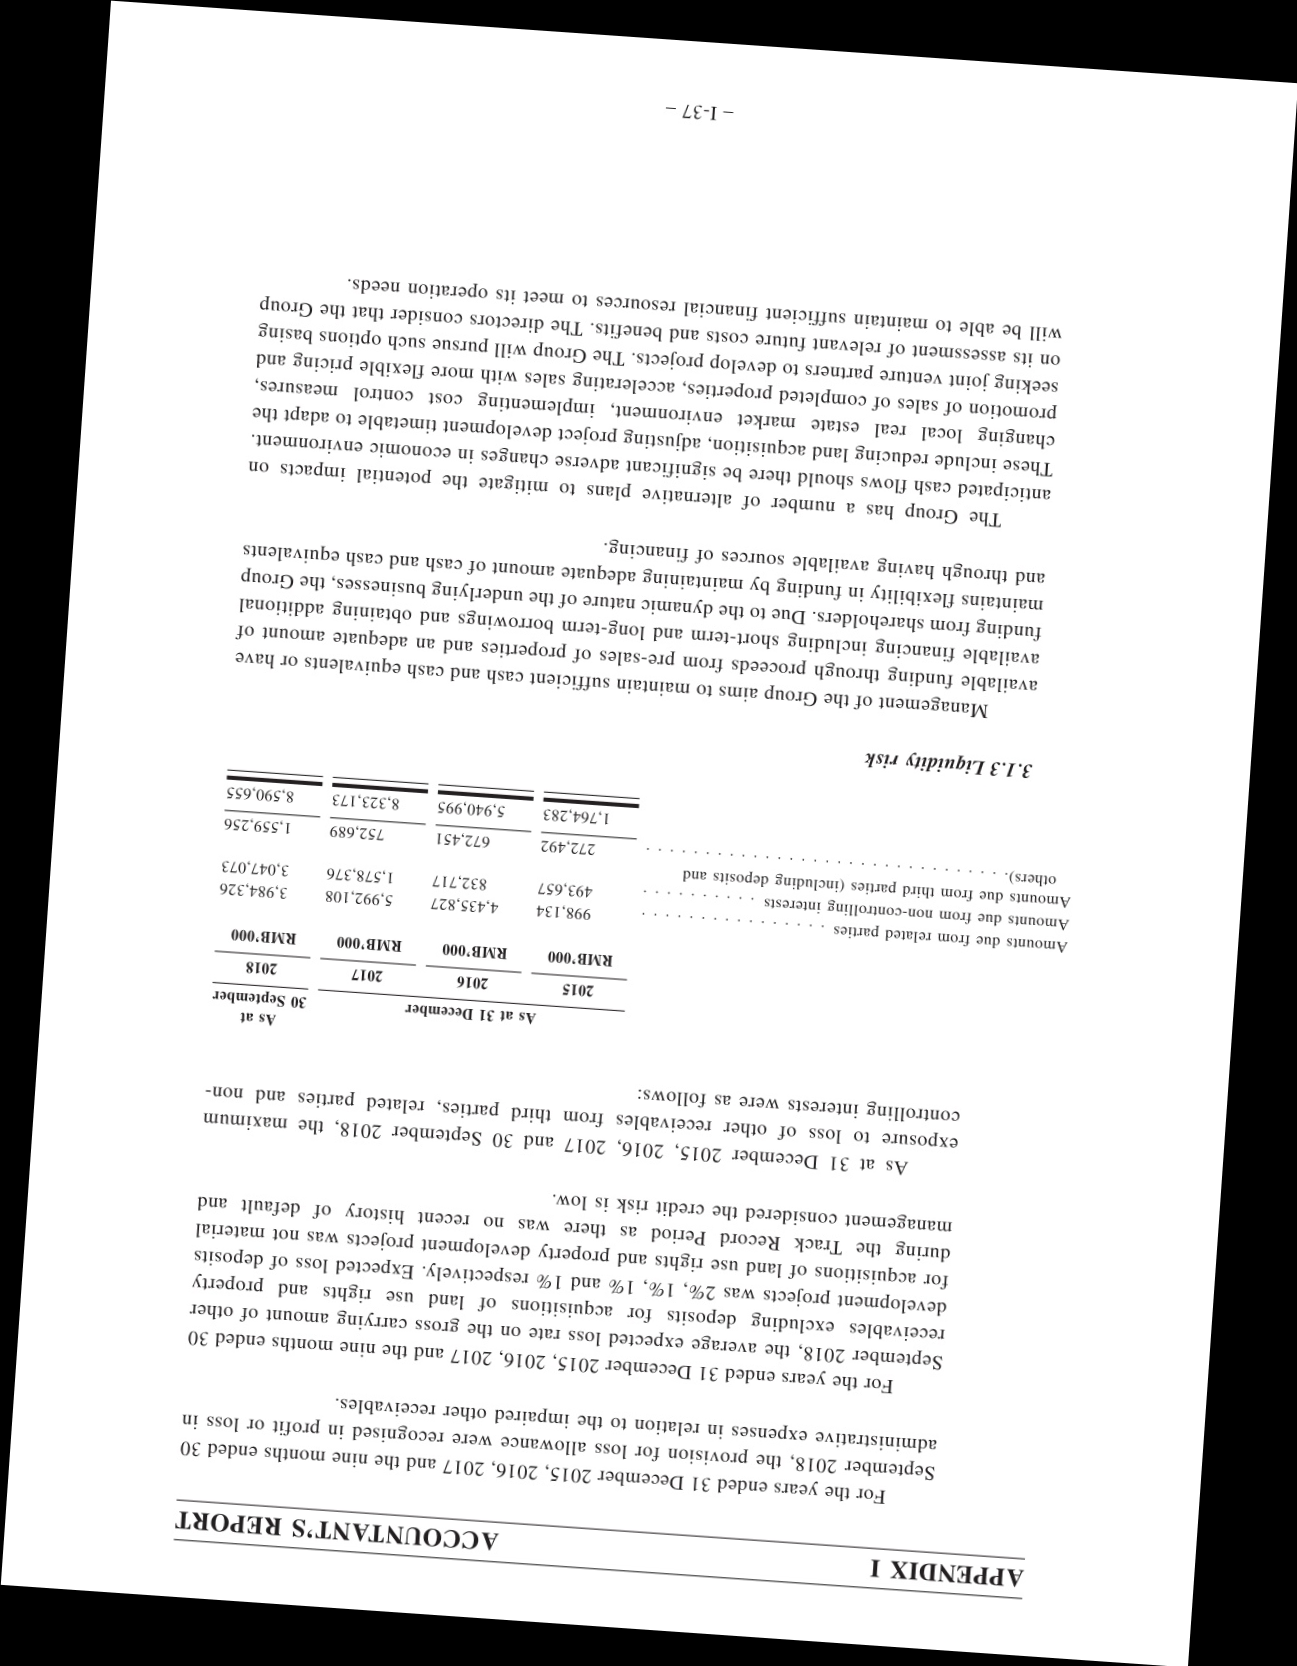 APPENDIX I ACCOUNTANT’S REPORT
For the years ended 31 December 2015, 2016, 2017 and the nine months ended 30
September 2018, the provision for loss allowance were recognised in profit or loss in
administrative expenses in relation to the impaired other receivables.
For the years ended 31 December 2015, 2016, 2017 and the nine months ended 30
September 2018, the average expected loss rate on the gross carrying amount of other
receivables excluding deposits for acquisitions of land use rights and property
development projects was 2%, 1%, 1% and 1% respectively. Expected loss of deposits
for acquisitions of land use rights and property development projects was not material
during the Track Record Period as there was no recent history of default and
management considered the credit risk is low.
As at 31 December 2015, 2016, 2017 and 30 September 2018, the maximum
exposure to loss of other receivables from third parties, related parties and non-
controlling interests were as follows:
As at
As at 31 December 30 September
2015 2016 2017 2018
RMB’000 RMB’000 RMB’000 RMB’000
Amounts due from related parties . . . . . . . . . . . . . . . . 998,134 4,435,827 5,992,108 3,984,326
Amounts due from non-controlling interests . . . . . . . . . . 493,657 832,717 1,578,376 3,047,073
Amounts due from third parties (including deposits and
others). . . . . . . . . . . . . . . . . . . . . . . . . . . . . . . 272,492 672,451 752,689 1,559,256
1,764,283 5,940,995 8,323,173 8,590,655
3.1.3 Liquidity risk
Management of the Group aims to maintain sufficient cash and cash equivalents or have
available funding through proceeds from pre-sales of properties and an adequate amount of
available financing including short-term and long-term borrowings and obtaining additional
funding from shareholders. Due to the dynamic nature of the underlying businesses, the Group
maintains flexibility in funding by maintaining adequate amount of cash and cash equivalents
and through having available sources of financing.
The Group has a number of alternative plans to mitigate the potential impacts on
anticipated cash flows should there be significant adverse changes in economic environment.
These include reducing land acquisition, adjusting project development timetable to adapt the
changing local real estate market environment, implementing cost control measures,
promotion of sales of completed properties, accelerating sales with more flexible pricing and
seeking joint venture partners to develop projects. The Group will pursue such options basing
on its assessment of relevant future costs and benefits. The directors consider that the Group
will be able to maintain sufficient financial resources to meet its operation needs.
– I-37 –